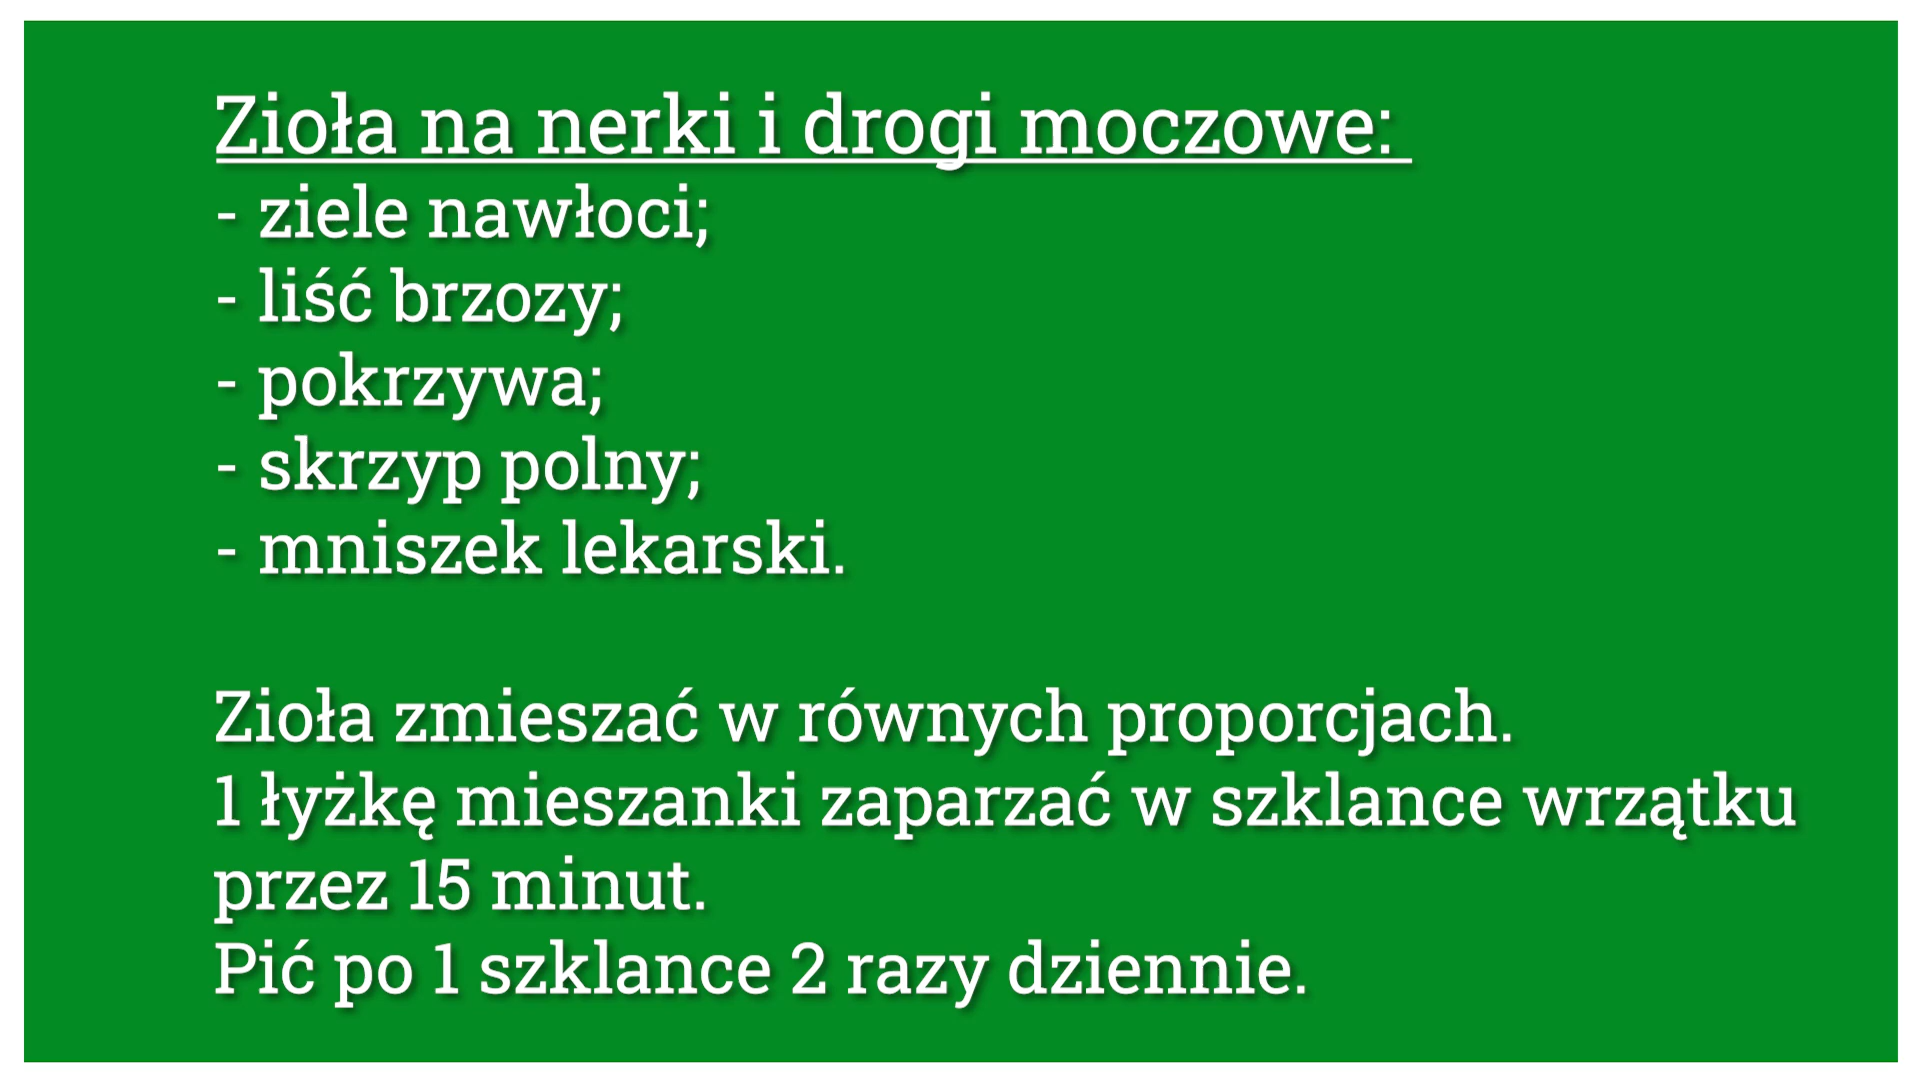 Zioła na nerki i drogi moczowe:
- ziele nawłoci;
- liść brzozy;
- pokrzywa;
- skrzyp polny;
- mniszek lekarski.
Zioła zmieszać w równych proporcjach.
1 łyżkę mieszanki zaparzać w szklance wrzątku
przez 15 minut.
Pić po 1 szklance 2 razy dziennie.